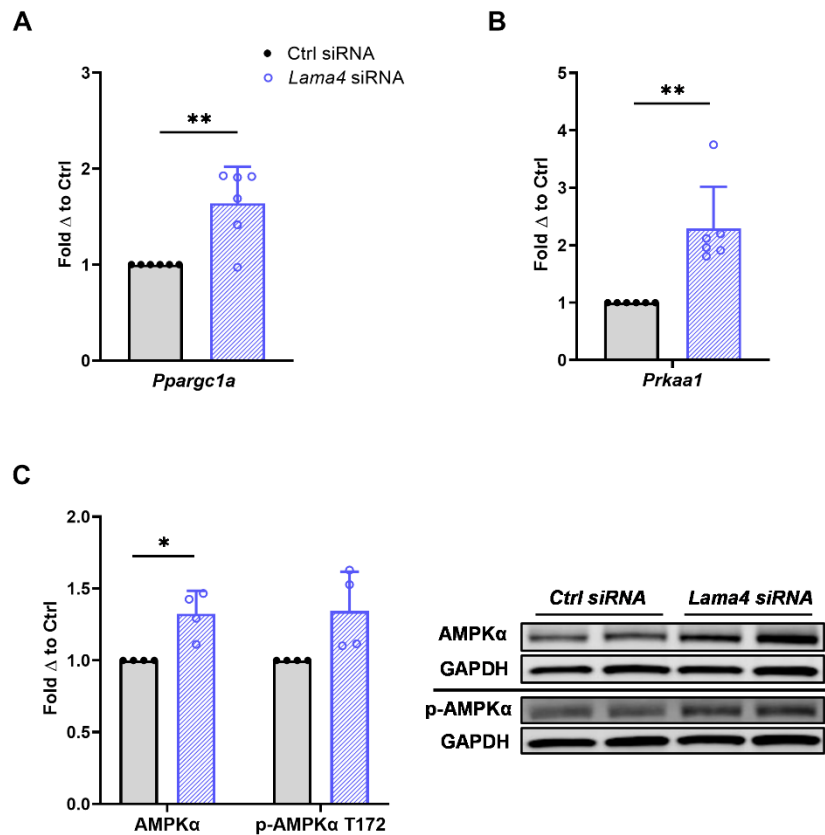 A
Ctrl siRNA
Lama4 siRNA
3
2
1
0
Fold Δ to Ctrl
**
Ppargc1a
B
5
4
3
2
1
0
Fold Δ to Ctrl
**
Prkaa1
C
2.0
1.5
1.0
0.5
0.0
Fold Δ to Ctrl
*
AMPKα p-AMPKα T172
Ctrl siRNA Lama4 siRNA
AMPKα
GAPDH
p-AMPKα
GAPDH